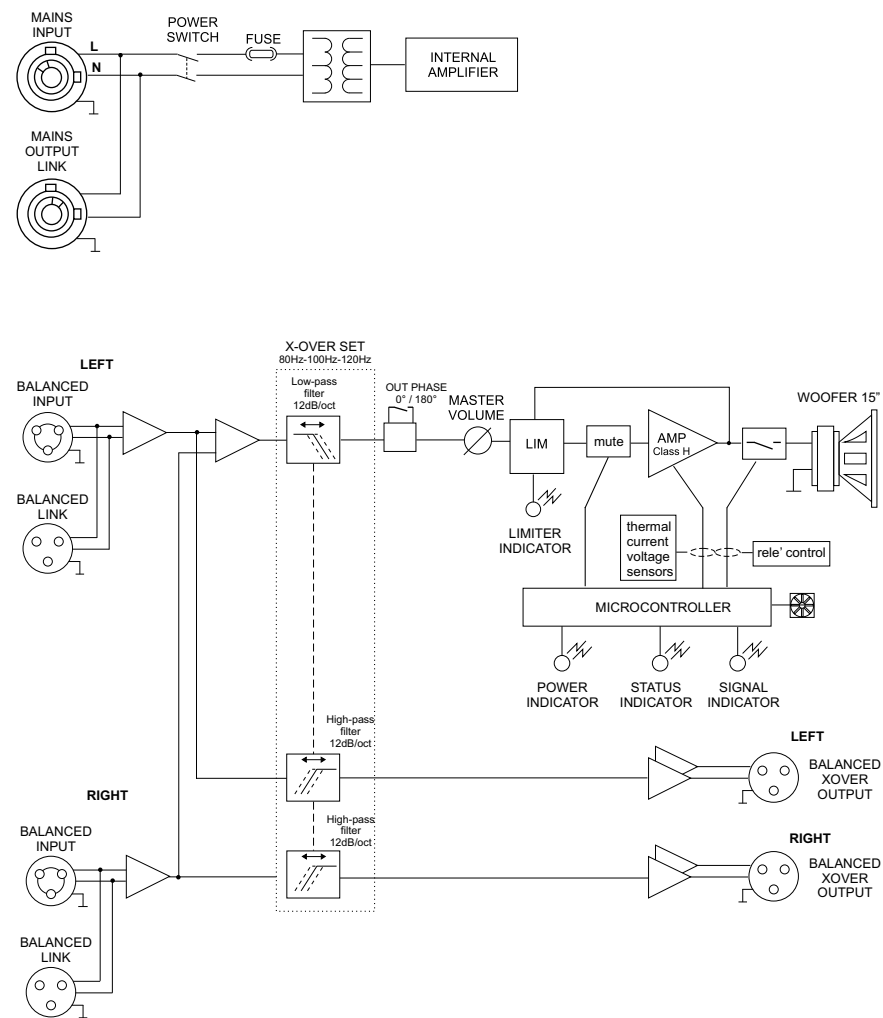 MAINS
INPUT
L
N
POWER
SWITCH
FUSE
INTERNAL
AMPLIFIER
MAINS
OUTPUT
LINK
X-OVER SET
80Hz-100Hz-120Hz
LEFT
BALANCED
INPUT
BALANCED
LINK
Low-pass
filter
12dB/oct
OUT PHASE
0° / 180°
MASTER
VOLUME
LIM
mute
AMP
Class H
WOOFER 15"
LIMITER
INDICATOR
thermal
current
voltage
sensors
rele' control
MICROCONTROLLER
POWER
INDICATOR
STATUS
INDICATOR
SIGNAL
INDICATOR
High-pass
filter
12dB/oct
LEFT
BALANCED
XOVER
OUTPUT
RIGHT
BALANCED
INPUT
BALANCED
LINK
High-pass
filter
12dB/oct
RIGHT
BALANCED
XOVER
OUTPUT